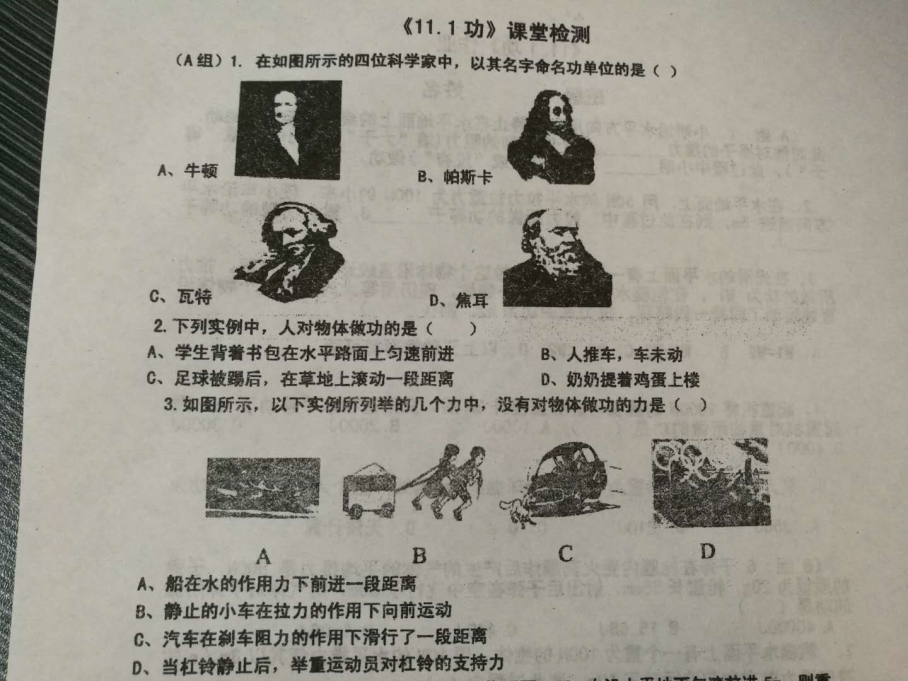 《11.1功》课堂检测
（A组）1. 在如图所示的四位科学家中，以其名字命名功单位的是（ ）
A、牛顿 B、帕斯卡
C、瓦特 D、焦耳
2.下列实例中，人对物体做功的是（ ）
A、学生背着书包在水平路面上匀速前进 B、人推车，车未动
C、足球被踢后，在草地上滚动一段距离 D、奶奶提着鸡蛋上楼
3.如图所示，以下实例所列举的几个力中，没有对物体做功的力是（ ）
A B C D
A、船在水的作用力下前进一段距离
B、静止的小车在拉力的作用下向前运动
C、汽车在刹车阻力的作用下滑行了一段距离
D、当杠铃静止后，举重运动员对杠铃的支持力